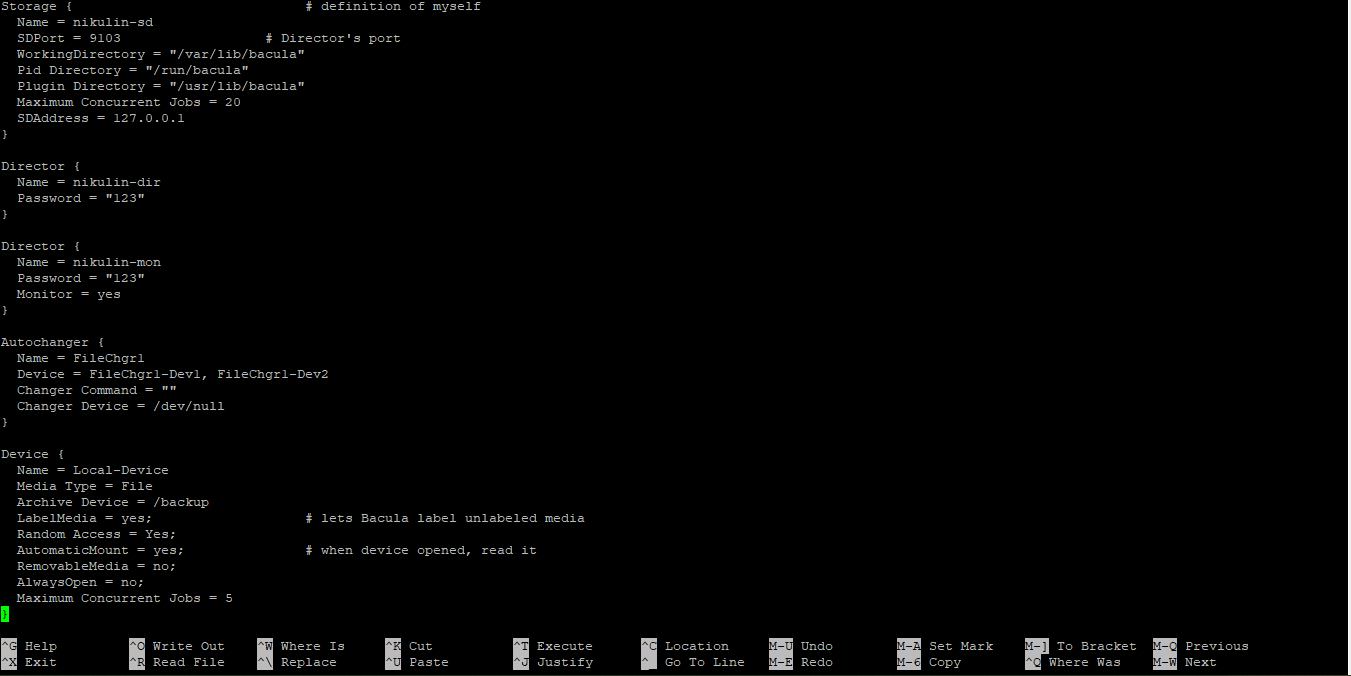 Storage {                             # definition of myself
  Name = nikulin-sd
  SDPort = 9103                  # Director's port
  WorkingDirectory = "/var/lib/bacula"
  Pid Directory = "/run/bacula"
  Plugin Directory = "/usr/lib/bacula"
  Maximum Concurrent Jobs = 20
  SDAddress = 127.0.0.1
}

Director {
  Name = nikulin-dir
  Password = "123"
}

Director {
  Name = nikulin-mon
  Password = "123"
  Monitor = yes
}

Autochanger {
  Name = FileChgr1
  Device = FileChgr1-Dev1, FileChgr1-Dev2
  Changer Command = ""
  Changer Device = /dev/null
}

Device {
  Name = Local-Device
  Media Type = File
  Archive Device = /backup
  LabelMedia = yes;                   # lets Bacula label unlabeled media
  Random Access = Yes;
  AutomaticMount = yes;               # when device opened, read it
  RemovableMedia = no;
  AlwaysOpen = no;
  Maximum Concurrent Jobs = 5
}

^G Help ^O Write Out ^W Where Is ^K Cut ^T Execute ^C Location M-U Undo M-A Set Mark M-] To Bracket M-Q Previous
^X Exit ^R Read File ^\ Replace ^U Paste ^J Justify ^_ Go To Line M-E Redo M-6 Copy ^Q Where Was M-W Next